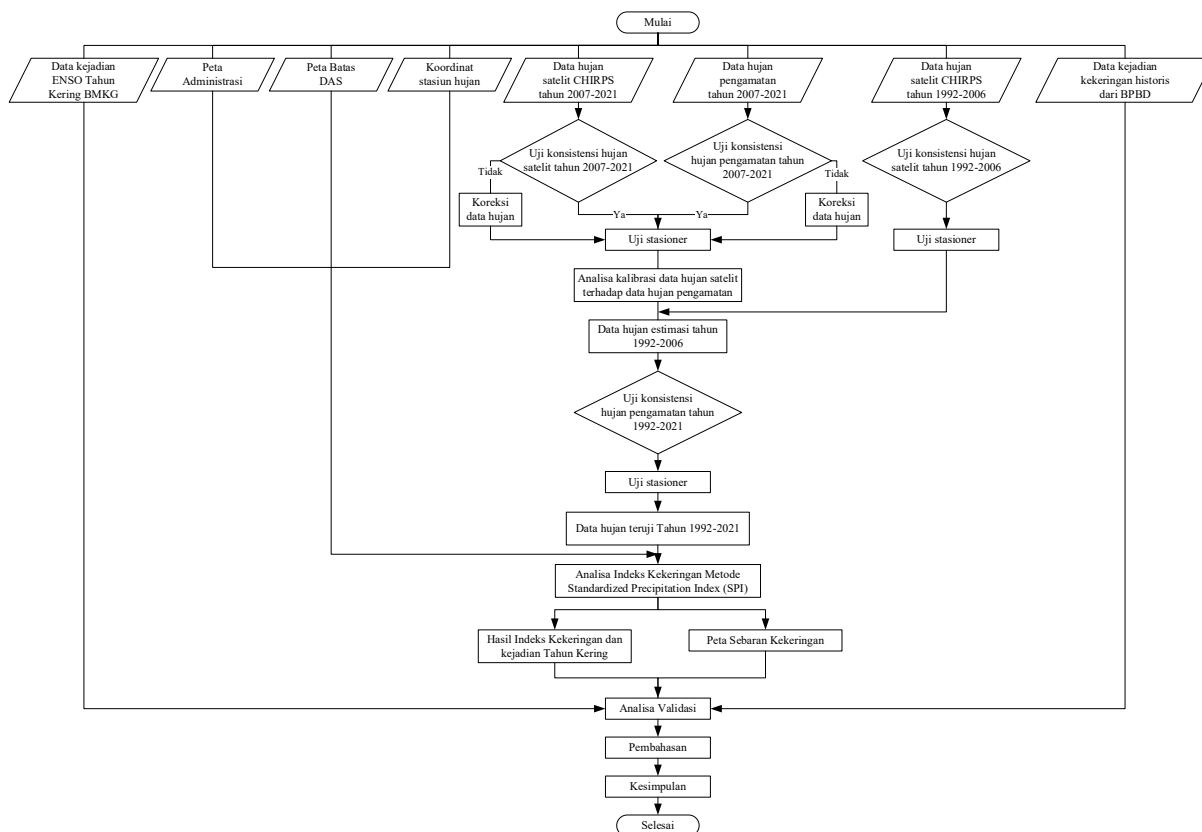 Mulai
Data kejadian
ENSO Tahun
Kering BMKG
Peta
Administrasi
Peta Batas
DAS
Koordinat
stasiun hujan
Data hujan
satelit CHIRPS
tahun 2007-2021
Data hujan
pengamatan
tahun 2007-2021
Data hujan
satelit CHIRPS
tahun 1992-2006
Data kejadian
kekeringan historis
dari BPBD
Uji konsistensi hujan
satelit tahun 2007-2021
Uji konsistensi
hujan pengamatan tahun
2007-2021
Uji konsistensi hujan
satelit tahun 1992-2006
Tidak
Tidak
Koreksi
data hujan
Ya
Ya
Koreksi
data hujan
Uji stasioner
Uji stasioner
Analisa kalibrasi data hujan satelit
terhadap data hujan pengamatan
Data hujan estimasi tahun
1992-2006
Uji konsistensi
hujan pengamatan tahun
1992-2021
Uji stasioner
Data hujan teruji Tahun 1992-2021
Analisa Indeks Kekeringan Metode
Standardized Precipitation Index (SPI)
Hasil Indeks Kekeringan dan
kejadian Tahun Kering
Peta Sebaran Kekeringan
Analisa Validasi
Pembahasan
Kesimpulan
Selesai